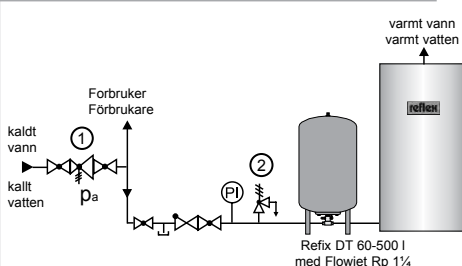 varmt vann
varmt vatten
Forbruker
Förbrukare
reflex
kaldt
vann
1
2
PI
kallt
vatten
pa
Refix DT 60-500 l
med Flowjet Rp 1¼